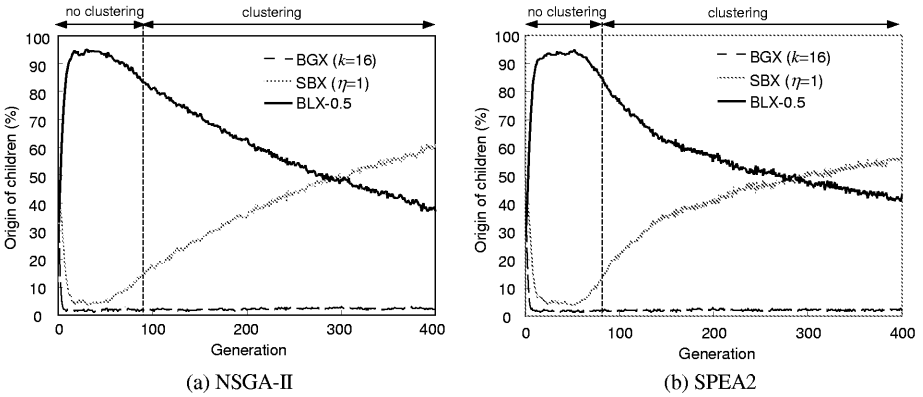 no clustering clustering
100
90
80
70
60
50
40
30
20
10
0
Origin of children (%)
BGX (k=16)
SBX (η=1)
BLX-0.5
0 100 200 300 400
Generation
(a) NSGA-II
no clustering clustering
100
90
80
70
60
50
40
30
20
10
0
Origin of children (%)
BGX (k=16)
SBX (η=1)
BLX-0.5
0 100 200 300 400
Generation
(b) SPEA2